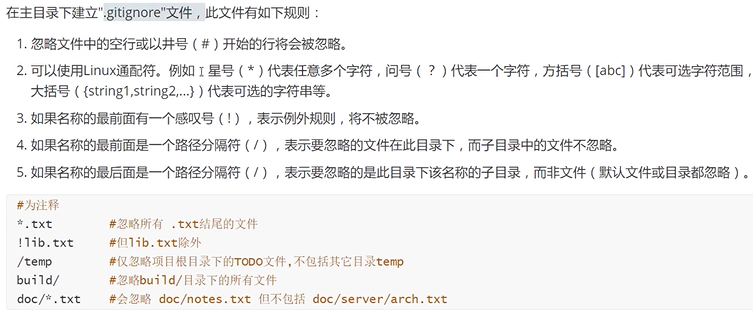 在主目录下建立".gitignore"文件，此文件有如下规则：
1. 忽略文件中的空行或以井号（#）开始的行将会被忽略。
2. 可以使用Linux通配符。例如：星号（*）代表任意多个字符，问号（？）代表一个字符，方括号（[abc]）代表可选字符范围，
大括号（{string1,string2,...}）代表可选的字符串等。
3. 如果名称的最前面有一个感叹号（!），表示例外规则，将不被忽略。
4. 如果名称的最前面是一个路径分隔符（/），表示要忽略的文件在此目录下，而子目录中的文件不忽略。
5. 如果名称的最后面是一个路径分隔符（/），表示要忽略的是此目录下该名称的子目录，而非文件（默认文件或目录都忽略）。
#为注释
*.txt #忽略所有 .txt结尾的文件
!lib.txt #但lib.txt除外
/temp #仅忽略项目根目录下的TODO文件,不包括其它目录temp
build/ #忽略build/目录下的所有文件
doc/*.txt #会忽略 doc/notes.txt 但不包括 doc/server/arch.txt